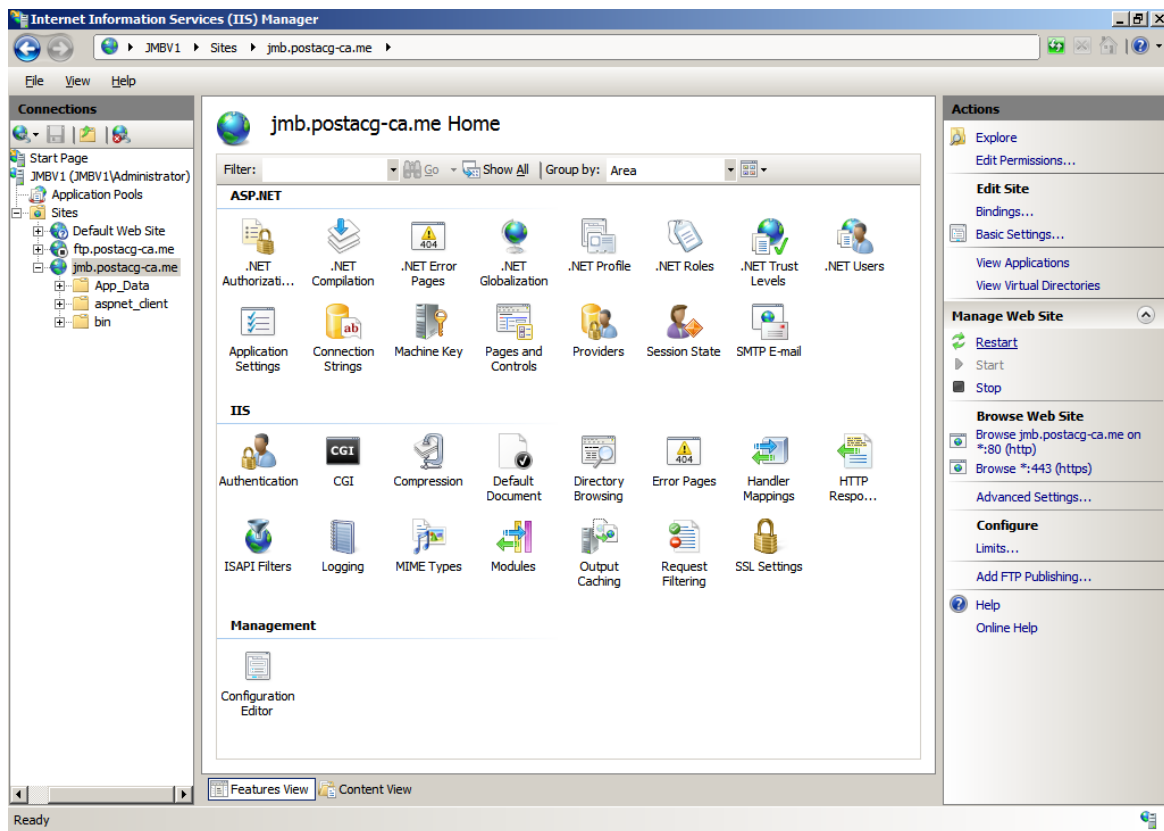 Internet Information Services (IIS) Manager
JMBV1 Sites jmb.postacg-ca.me
File View Help
Connections
Start Page
JMBV1 (JMBV1\Administrator)
Application Pools
Sites
Default Web Site
ftp.postacg-ca.me
jmb.postacg-ca.me
App_Data
aspnet_client
bin
jmb.postacg-ca.me Home
Filter: Go Show All Group by: Area
ASP.NET
404
.NET Authorizati...
.NET Compilation
.NET Error Pages
.NET Globalization
.NET Profile
.NET Roles
.NET Trust Levels
.NET Users
ab
Application Settings
Connection Strings
Machine Key
Pages and Controls
Providers
Session State
SMTP E-mail
IIS
CGI
404
Authentication
CGI
Compression
Default Document
Directory Browsing
Error Pages
Handler Mappings
HTTP Respo...
ISAPI Filters
Logging
MIME Types
Modules
Output Caching
Request Filtering
SSL Settings
Management
Configuration Editor
Features View Content View
Actions
Explore
Edit Permissions...
Edit Site
Bindings...
Basic Settings...
View Applications
View Virtual Directories
Manage Web Site
Restart
Start
Stop
Browse Web Site
Browse jmb.postacg-ca.me on
*:80 (http)
Browse *:443 (https)
Advanced Settings...
Configure
Limits...
Add FTP Publishing...
Help
Online Help
Ready